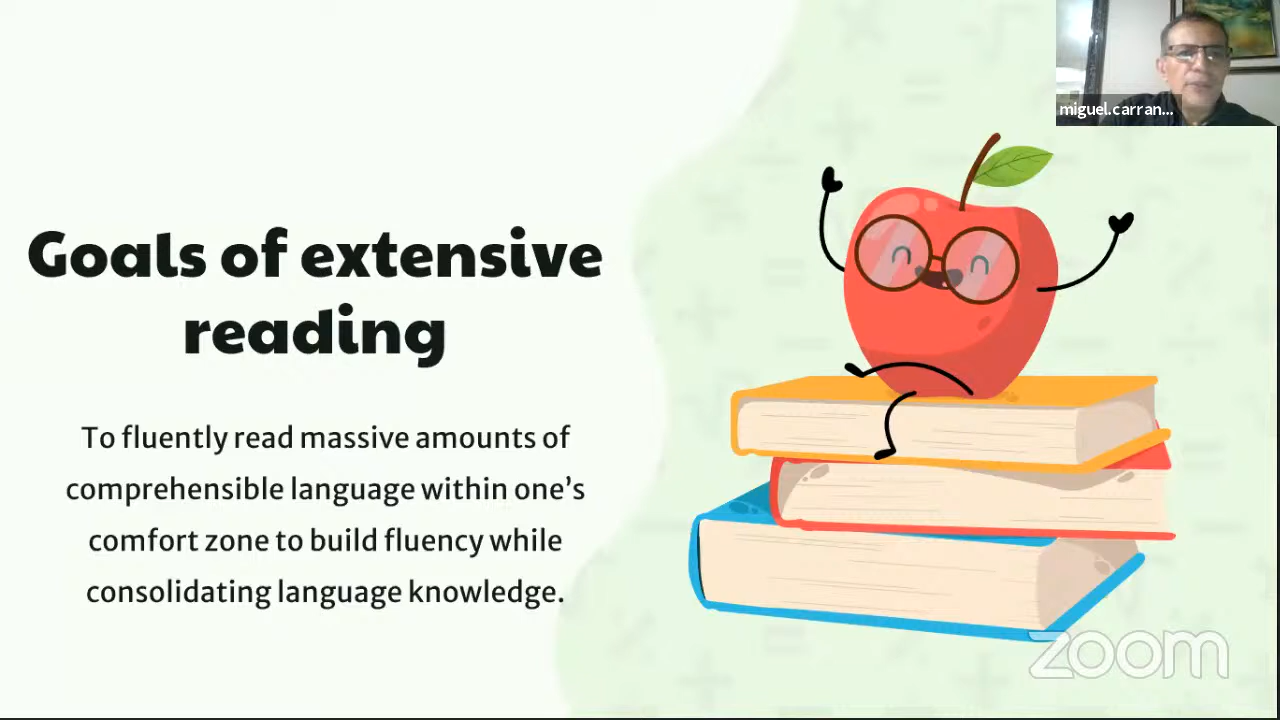 miguel.carran...
Goals of extensive
reading
To fluently read massive amounts of
comprehensible language within one’s
comfort zone to build fluency while
consolidating language knowledge.
zoom